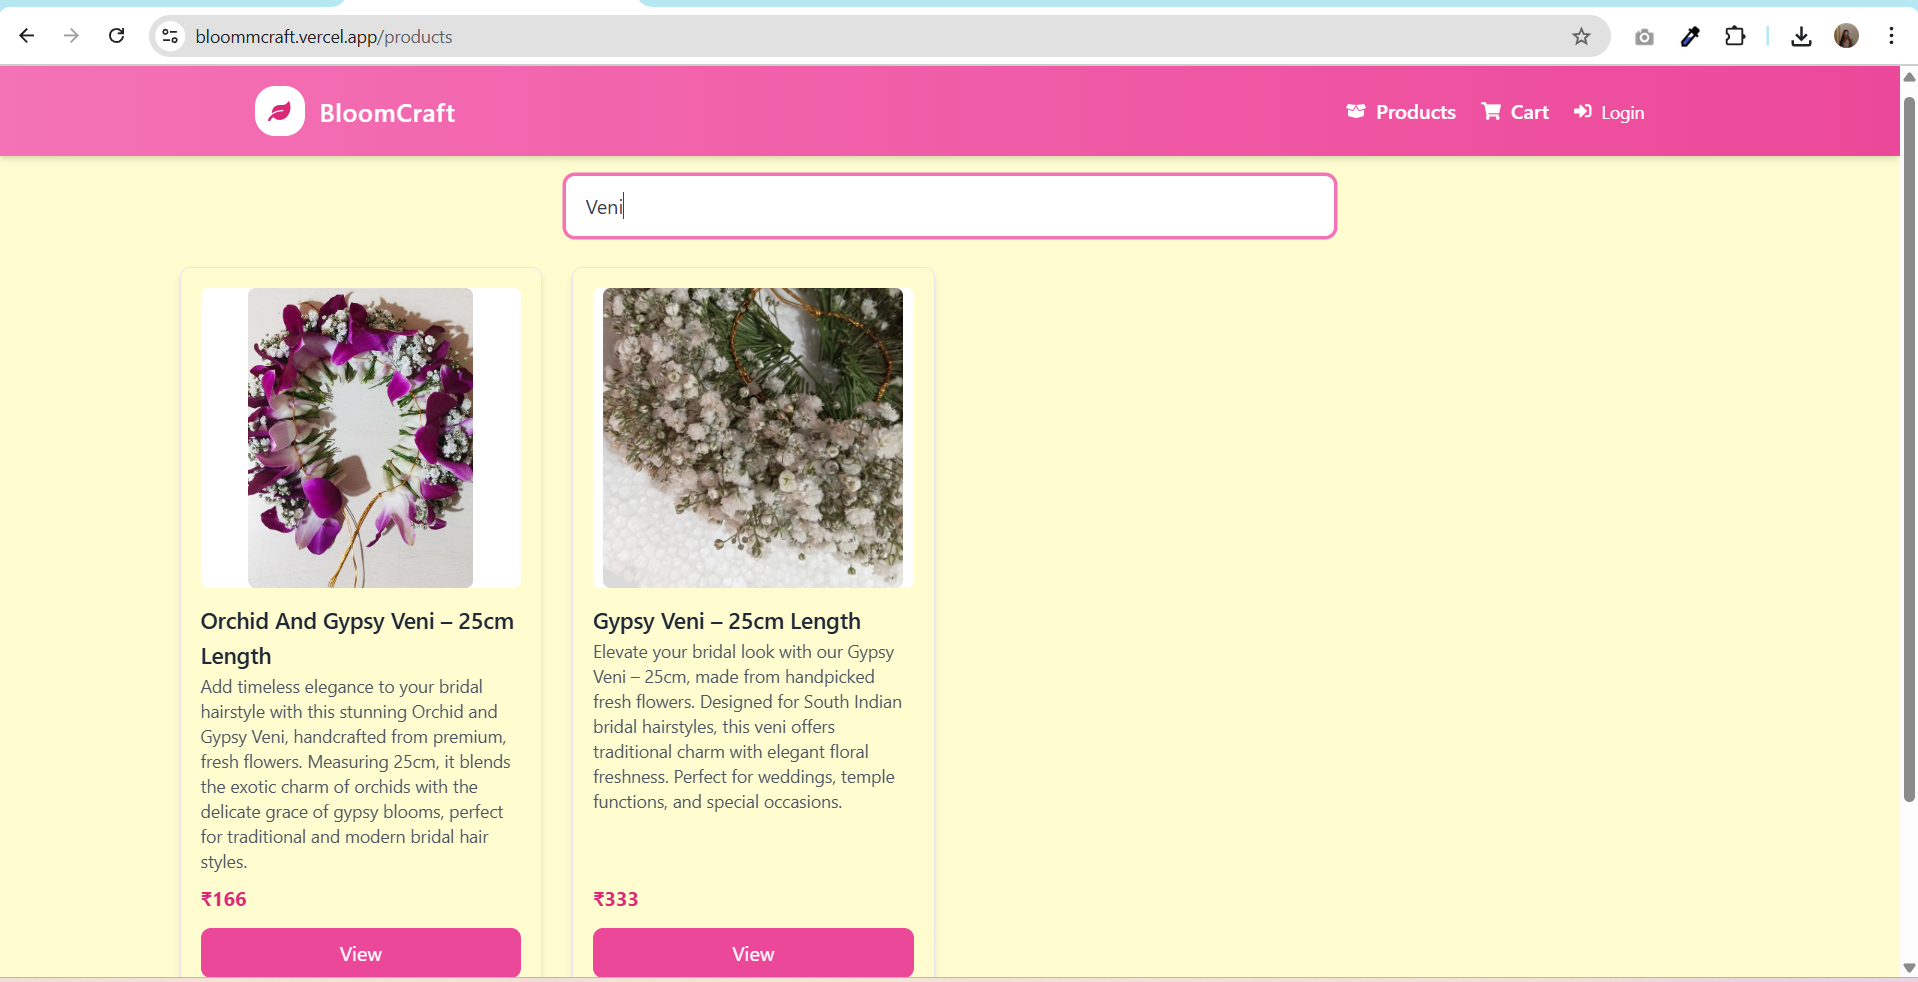 bloommcraft.vercel.app/products
BloomCraft
Products
Cart
Login
Veni
Orchid And Gypsy Veni – 25cm
Length
Add timeless elegance to your bridal
hairstyle with this stunning Orchid and
Gypsy Veni, handcrafted from premium,
fresh flowers. Measuring 25cm, it blends
the exotic charm of orchids with the
delicate grace of gypsy blooms, perfect
for traditional and modern bridal hair
styles.
₹166
View
Gypsy Veni – 25cm Length
Elevate your bridal look with our Gypsy
Veni – 25cm, made from handpicked
fresh flowers. Designed for South Indian
bridal hairstyles, this veni offers
traditional charm with elegant floral
freshness. Perfect for weddings, temple
functions, and special occasions.
₹333
View